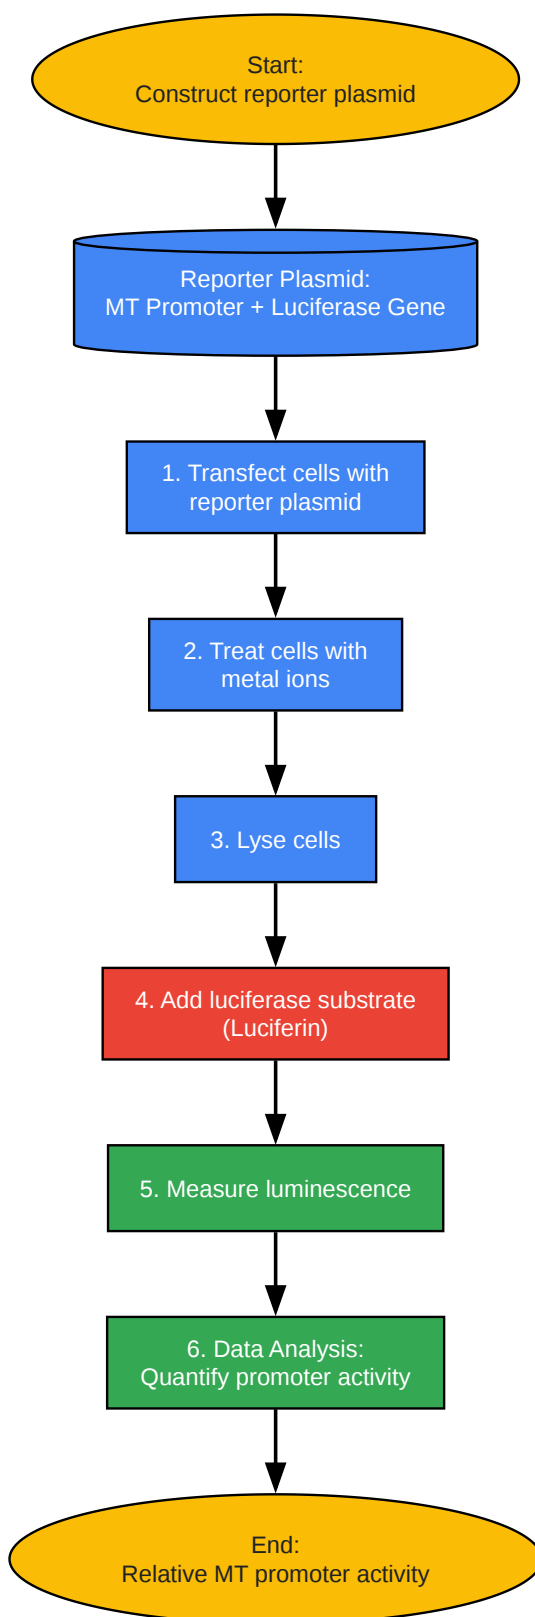 Start:
Construct reporter plasmid
Reporter Plasmid:
MT Promoter + Luciferase Gene
1. Transfect cells with
reporter plasmid
2. Treat cells with
metal ions
3. Lyse cells
4. Add luciferase substrate
(Luciferin)
5. Measure luminescence
6. Data Analysis:
Quantify promoter activity
End:
Relative MT promoter activity